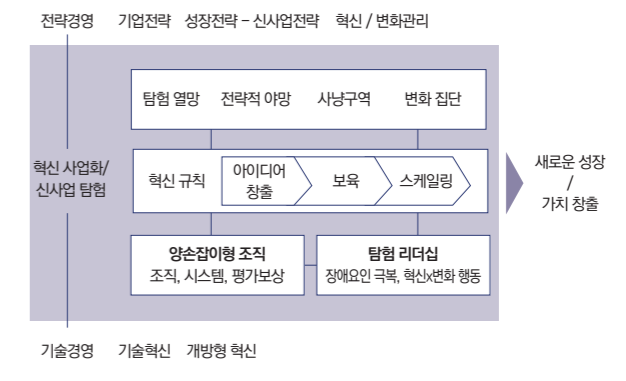 전략경영 기업전략 성장전략 – 신사업전략 혁신 / 변화관리
탐험 열망 전략적 야망 사냥구역 변화 집단
혁신 사업화/
신사업 탐험
혁신 규칙
아이디어
창출
보육
스케일링
새로운 성장
/
가치 창출
양손잡이형 조직
조직, 시스템, 평가보상
탐험 리더십
장애요인 극복, 혁신x변화 행동
기술경영 기술혁신 개방형 혁신